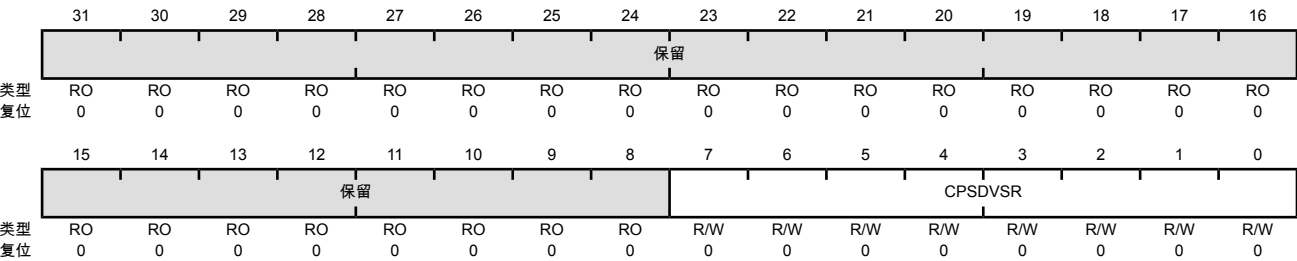 31 30 29 28 27 26 25 24 23 22 21 20 19 18 17 16
保留
类型 RO RO RO RO RO RO RO RO RO RO RO RO RO RO RO RO
复位 0 0 0 0 0 0 0 0 0 0 0 0 0 0 0 0
15 14 13 12 11 10 9 8 7 6 5 4 3 2 1 0
保留 CPSDVSR
类型 RO RO RO RO RO RO RO RO R/W R/W R/W R/W R/W R/W R/W R/W
复位 0 0 0 0 0 0 0 0 0 0 0 0 0 0 0 0